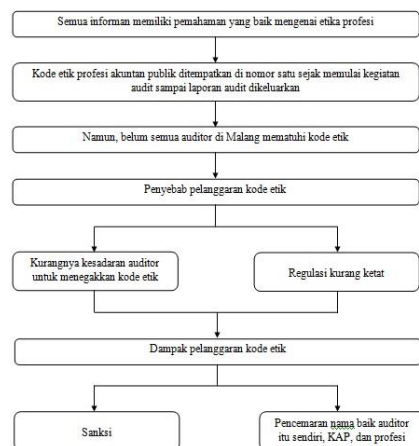 Semua informan memiliki pemahaman yang baik mengenai etika profesi
Kode etik profesi akuntan publik ditempatkan di nomor satu sejak memulai kegiatan
audit sampai laporan audit dikeluarkan
Namun, belum semua auditor di Malang mematuhi kode etik
Penyebab pelanggaran kode etik
Kurangnya kesadaran auditor
untuk menegakkan kode etik
Regulasi kurang ketat
Dampak pelanggaran kode etik
Sanksi
Pencemaran nama baik auditor
itu sendiri, KAP, dan profesi